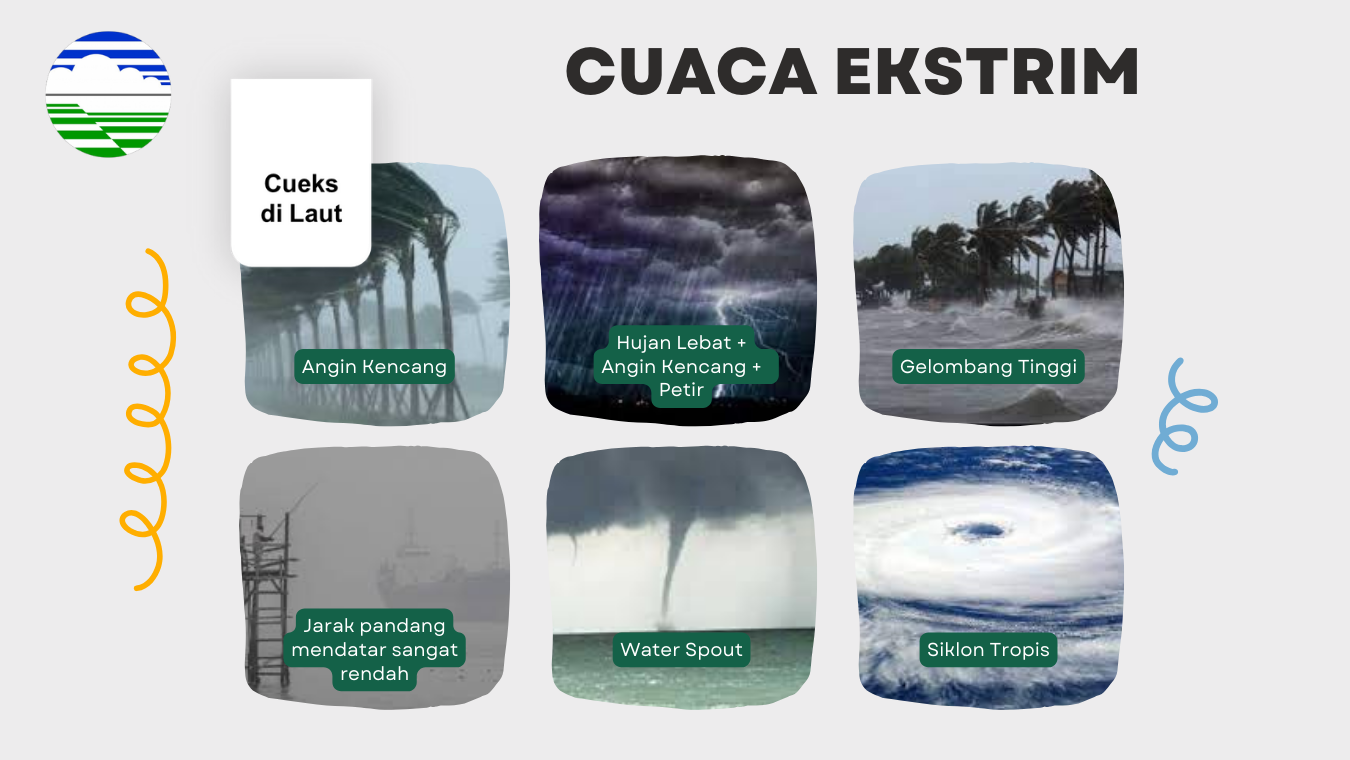 CUACA EKSTRIM
Cueks
di Laut
Angin Kencang
Hujan Lebat +
Angin Kencang +
Petir
Gelombang Tinggi
Jarak pandang
mendatar sangat
rendah
Water Spout
Siklon Tropis